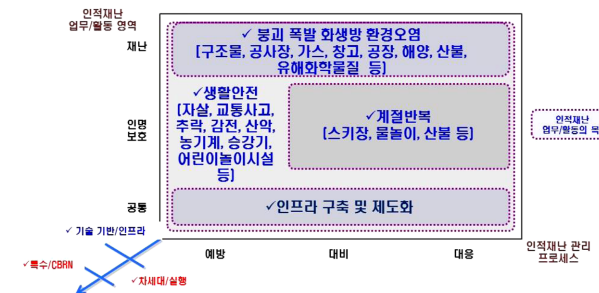 인적재난
업무/활동 영역
재난
✓ 붕괴 폭발 화생방 환경오염
[구조물, 공사장, 가스, 창고, 공장, 해양, 산불,
유해화학물질 등]
인명
보호
✓생활안전
[자살, 교통사고,
추락, 감전, 산악,
농기계, 승강기,
어린이놀이시설
등]
✓계절반복
[스키장, 물놀이, 산불 등]
인적재난
업무/활동의 목
공통
✓인프라 구축 및 제도화
✓ 기술 기반/인프라
예방
대비
대응
인적재난 관리
프로세스
✓특수/CBRN
✓차세대/실행